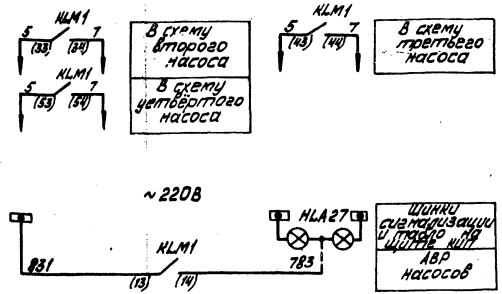 KLM1
5 7
(33) (34)
В схему
второго
насоса
KLM1
5 7
(43) (44)
В схему
третьего
насоса
KLM1
5 7
(53) (54)
В схему
четвёртого
насоса
~220В
HLA27
Шинки
сигнализации
и табло на
щите КИП
831
KLM1
(13) (14)
783
АВР
насосов